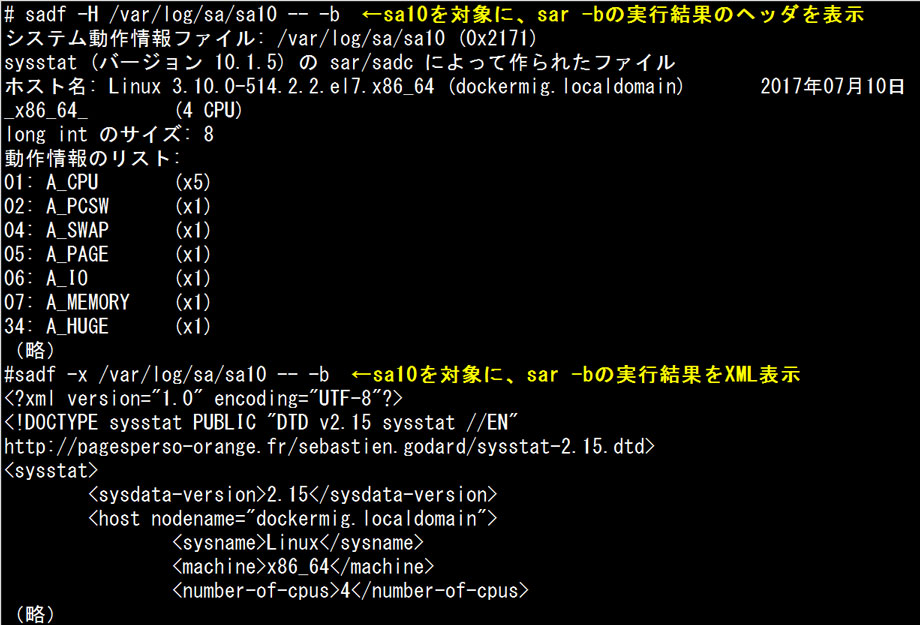 # sadf -H /var/log/sa/sa10 -- -b ←sa10を対象に、sar -bの実行結果のヘッダを表示
システム動作情報ファイル: /var/log/sa/sa10 (0x2171)
sysstat (バージョン 10.1.5) の sar/sadc によって作られたファイル
ホスト名: Linux 3.10.0-514.2.2.el7.x86_64 (dockermig.localdomain) 2017年07月10日
_x86_64_ (4 CPU)
long int のサイズ: 8
動作情報のリスト:
01: A_CPU (x5)
02: A_PCSW (x1)
04: A_SWAP (x1)
05: A_PAGE (x1)
06: A_IO (x1)
07: A_MEMORY (x1)
34: A_HUGE (x1)
（略）
#sadf -x /var/log/sa/sa10 -- -b ←sa10を対象に、sar -bの実行結果をXML表示
<?xml version="1.0" encoding="UTF-8"?>
<!DOCTYPE sysstat PUBLIC "DTD v2.15 sysstat //EN"
http://pagesperso-orange.fr/sebastien.godard/sysstat-2.15.dtd>
<sysstat>
<sysdata-version>2.15</sysdata-version>
<host nodename="dockermig.localdomain">
<sysname>Linux</sysname>
<machine>x86_64</machine>
<number-of-cpus>4</number-of-cpus>
（略）